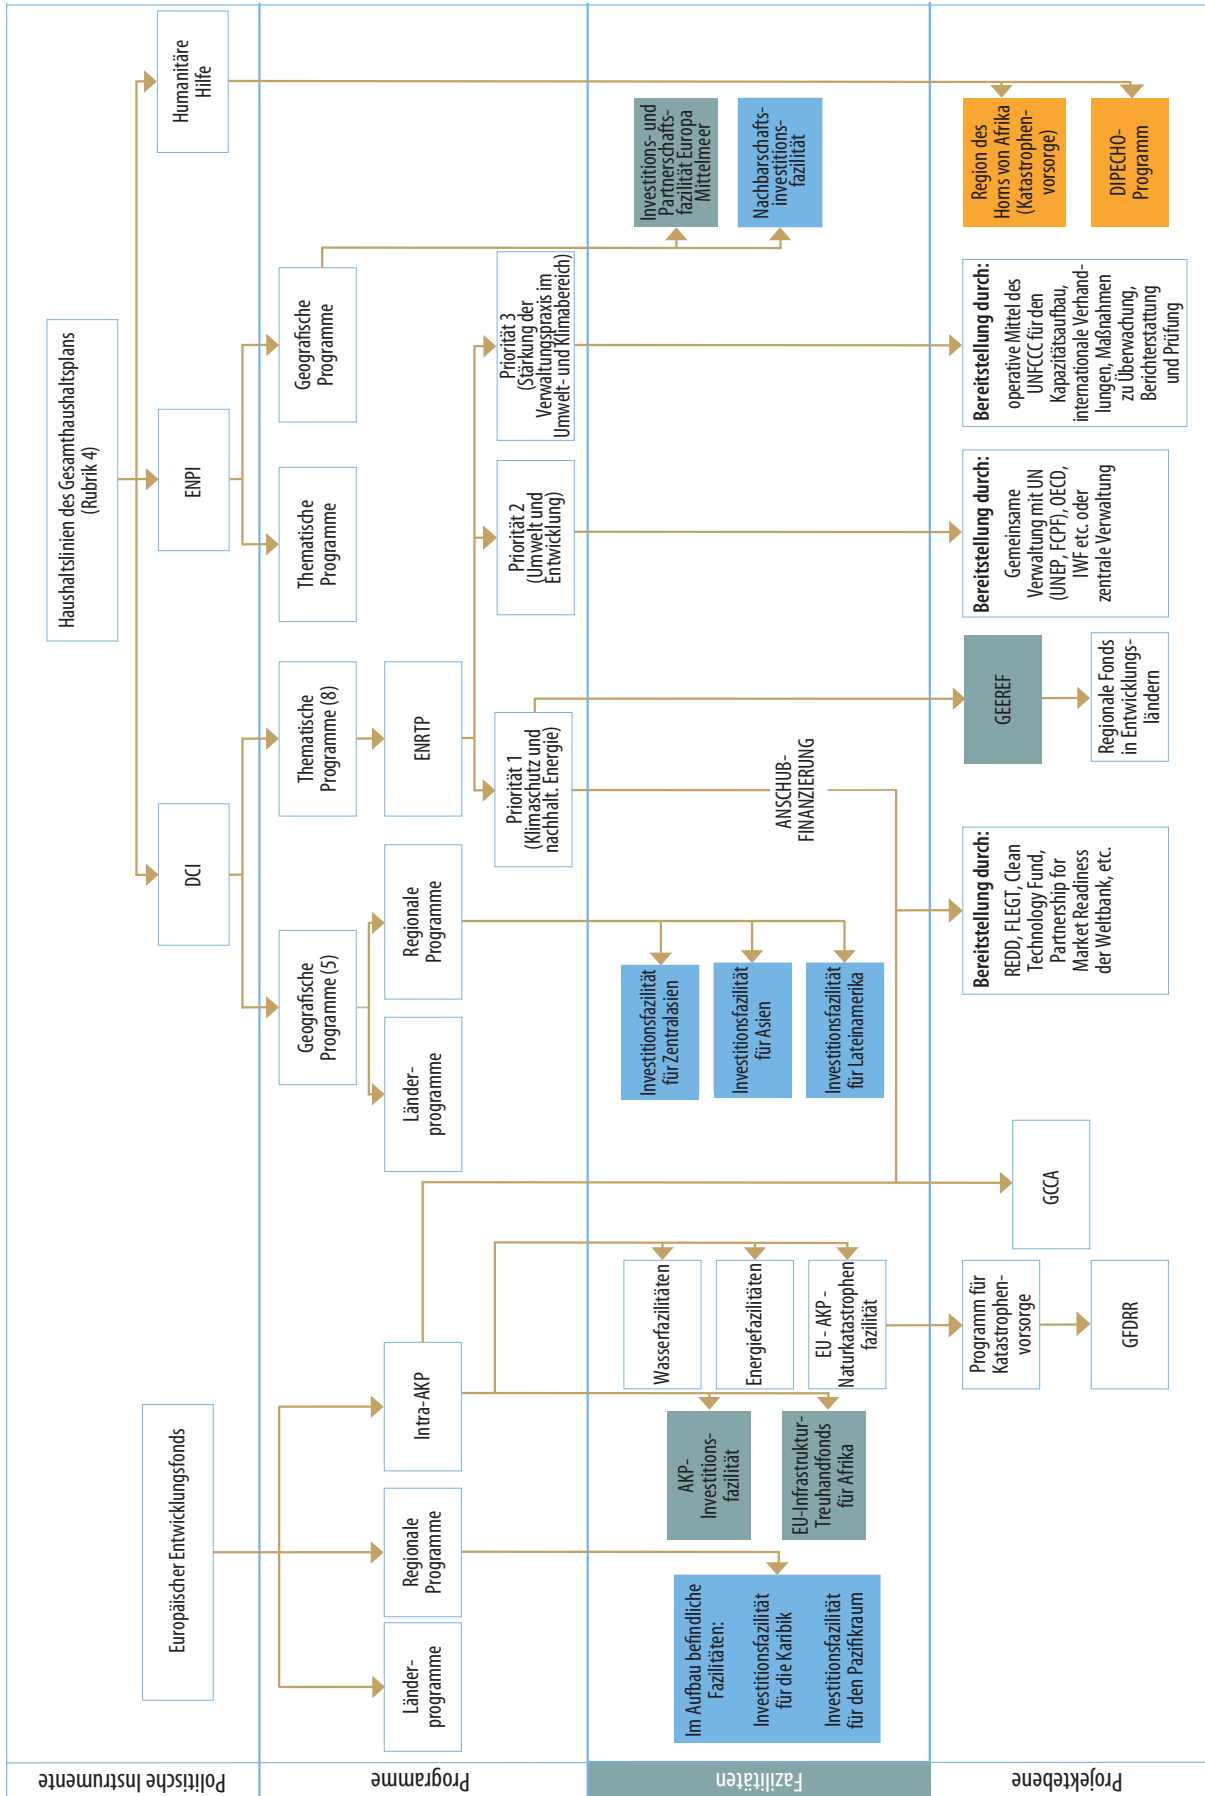 Politische Instrumente
Europäischer Entwicklungsfonds
Haushaltslinien des Gesamthaushaltsplans
(Rubrik 4)
DCI
ENPI
Humanitäre
Hilfe
Programme
Länder-
programme
Regionale
Programme
Intra-AKP
Geografische
Programme (5)
Thematische
Programme (8)
Thematische
Programme
Geografische
Programme
Länder-
programme
Regionale
Programme
ENRTP
Priorität 1
(Klimaschutz und
nachhalt. Energie)
Priorität 2
(Umwelt und
Entwicklung)
Priorität 3
(Stärkung der
Verwaltungspraxis im
Umwelt- und Klimabereich)
Fazilitäten
Im Aufbau befindliche
Fazilitäten:
Investitionsfazilität
für die Karibik
Investitionsfazilität
für den Pazifikraum
AKP-
Investitions-
fazilität
EU-Infrastruktur-
Treuhandfonds
für Afrika
Wasserfazilitäten
Energiefazilitäten
EU - AKP -
Naturkatastrophen
fazilität
Investitionsfazilität
für Zentralasien
Investitionsfazilität
für Asien
Investitionsfazilität
für Lateinamerika
ANSCHUB-
FINANZIERUNG
Investitions- und
Partnerschafts-
fazilität Europa
Mittelmeer
Nachbarschafts-
investitions-
fazilität
Projektebene
Programm für
Katastrophen-
vorsorge
GFDRR
GCCA
Bereitstellung durch:
REDD, FLEGT, Clean
Technology Fund,
Partnership for
Market Readiness
der Weltbank, etc.
GEEREF
Regionale Fonds
in Entwicklungs-
ländern
Bereitstellung durch:
Gemeinsame
Verwaltung mit UN
(UNEP, FCPF), OECD,
IWF etc. oder
zentrale Verwaltung
Bereitstellung durch:
operative Mittel des
UNFCCC für den
Kapazitätsaufbau,
internationale Verhand-
lungen, Maßnahmen
zu Überwachung,
Berichterstattung
und Prüfung
Region des
Horns von Afrika
(Katastrophen-
vorsorge)
DIPECHO-
Programm